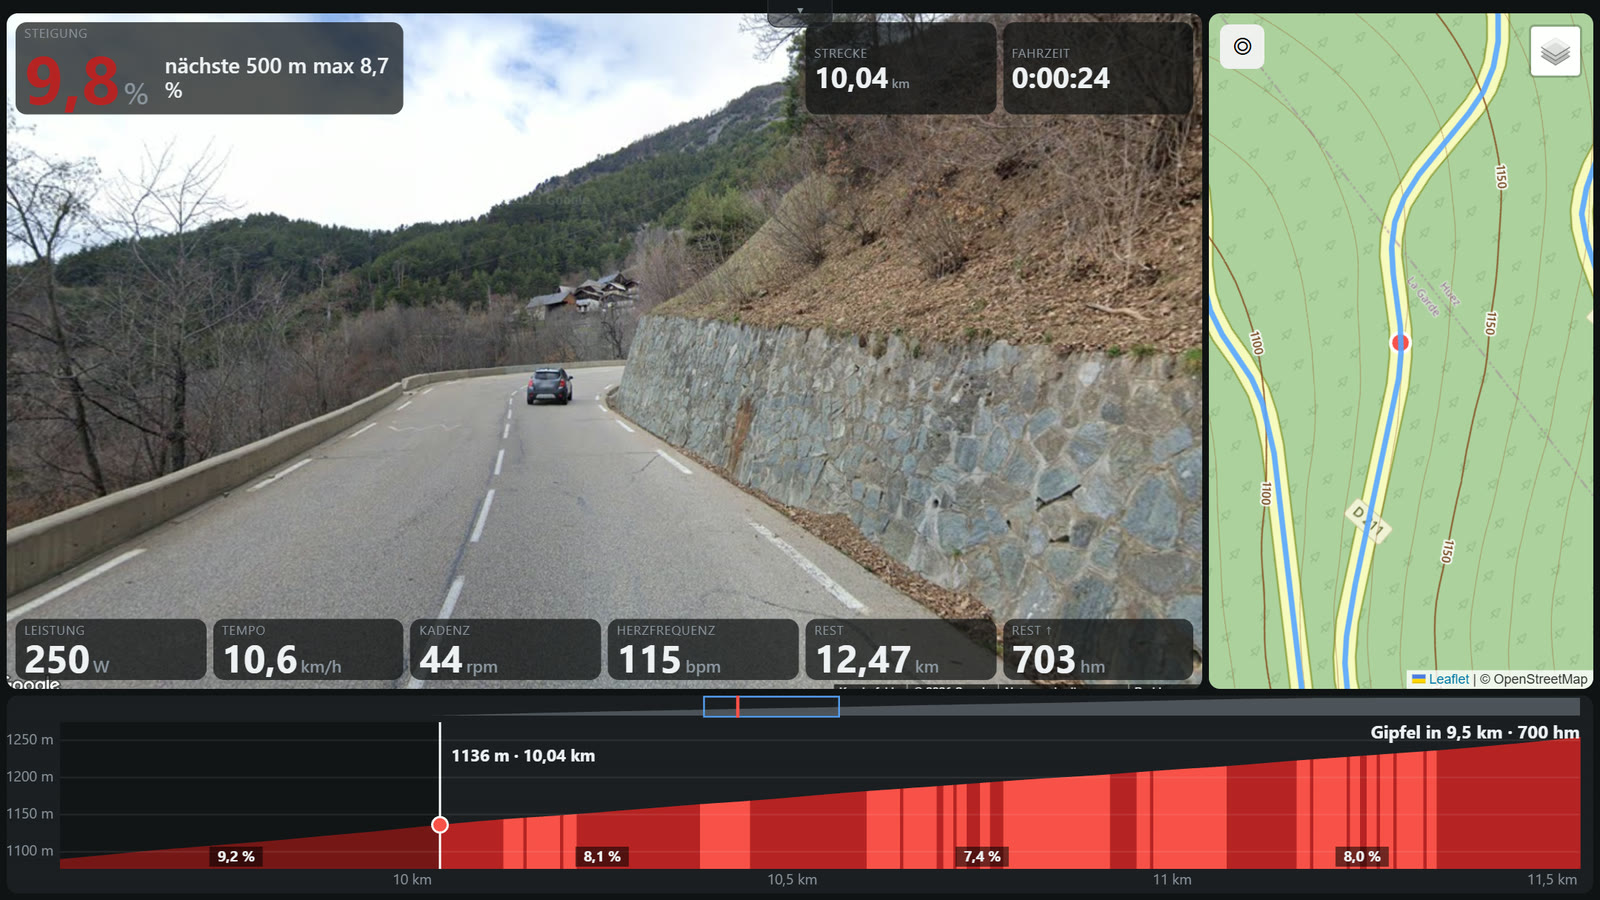 ▼
STEIGUNG
9,8 %
nächste 500 m max 8,7
%
STRECKE
10,04 km
FAHRZEIT
0:00:24
LEISTUNG
250 W
TEMPO
10,6 km/h
KADENZ
44 rpm
HERZFREQUENZ
115 bpm
REST
12,47 km
REST ↑
703 hm
Google
1150
1150
1150
1100
1100
La Garde
Huez
D 211
Leaflet | © OpenStreetMap
Gipfel in 9,5 km · 700 hm
1136 m · 10,04 km
1250 m
1200 m
1150 m
1100 m
9,2 %
8,1 %
7,4 %
8,0 %
10 km
10,5 km
11 km
11,5 km